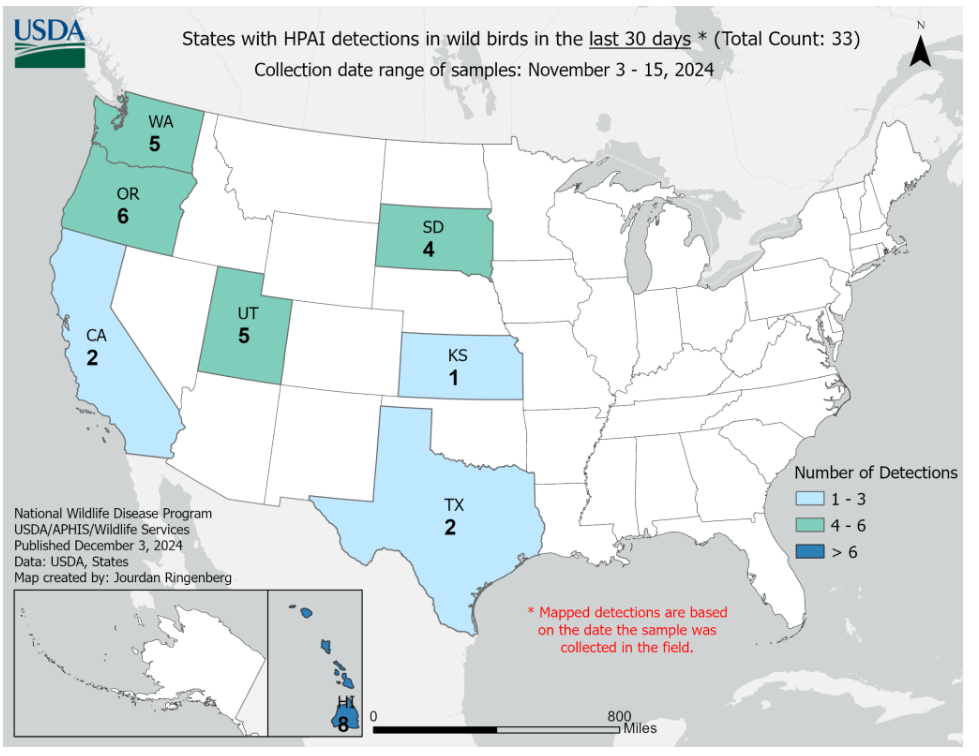 USDA
States with HPAI detections in wild birds in the last 30 days * (Total Count: 33)
Collection date range of samples: November 3 - 15, 2024
N
WA
5
OR
6
SD
4
UT
5
CA
2
KS
1
TX
2
Number of Detections
1 - 3
4 - 6
> 6
National Wildlife Disease Program
USDA/APHIS/Wildlife Services
Published December 3, 2024
Data: USDA, States
Map created by: Jourdan Ringenberg
* Mapped detections are based
on the date the sample was
collected in the field.
HI
8
0 800
Miles